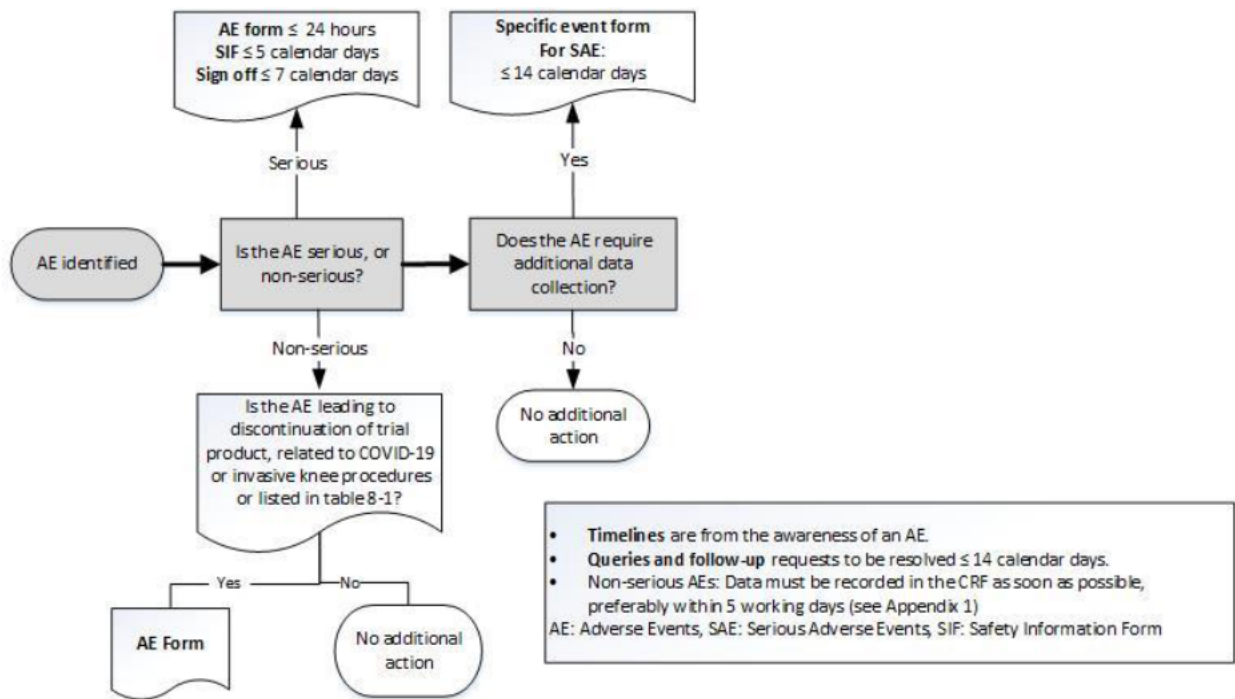 AE form ≤ 24 hours
SIF ≤ 5 calendar days
Sign off ≤ 7 calendar days
Specific event form
For SAE:
≤ 14 calendar days
Serious
Yes
AE identified
Is the AE serious, or
non-serious?
Does the AE require
additional data
collection?
Non-serious
No
Is the AE leading to
discontinuation of trial
product, related to COVID-19
or invasive knee procedures
or listed in table 8-1?
No additional
action
Yes
No
AE Form
No additional
action
• Timelines are from the awareness of an AE.
• Queries and follow-up requests to be resolved ≤ 14 calendar days.
• Non-serious AEs: Data must be recorded in the CRF as soon as possible,
preferably within 5 working days (see Appendix 1)
AE: Adverse Events, SAE: Serious Adverse Events, SIF: Safety Information Form